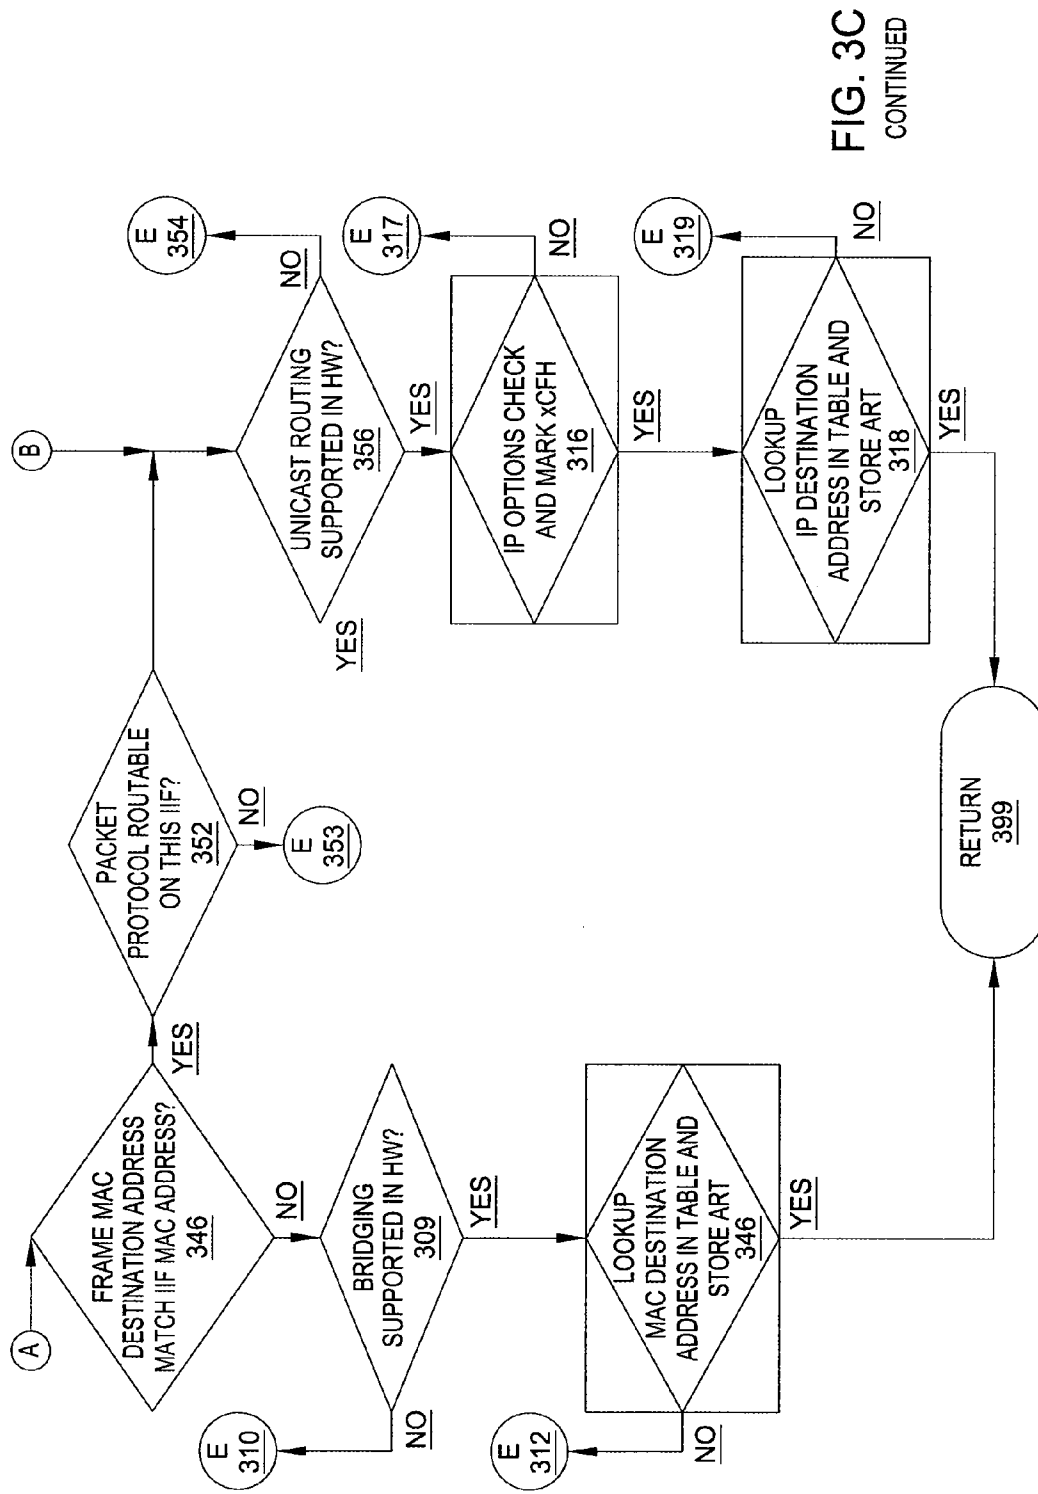 A
FRAME MAC
DESTINATION ADDRESS
MATCH IIF MAC ADDRESS?
346
YES
NO
BRIDGING
SUPPORTED IN HW?
309
NO
E
310
YES
LOOKUP
MAC DESTINATION
ADDRESS IN TABLE AND
STORE ART
346
NO
E
312
YES
PACKET
PROTOCOL ROUTABLE
ON THIS IIF?
352
NO
E
353
B
UNICAST ROUTING
SUPPORTED IN HW?
356
YES
NO
E
354
YES
IP OPTIONS CHECK
AND MARK xCFH
316
NO
E
317
YES
LOOKUP
IP DESTINATION
ADDRESS IN TABLE AND
STORE ART
318
NO
E
319
YES
RETURN
399
FIG. 3C
CONTINUED